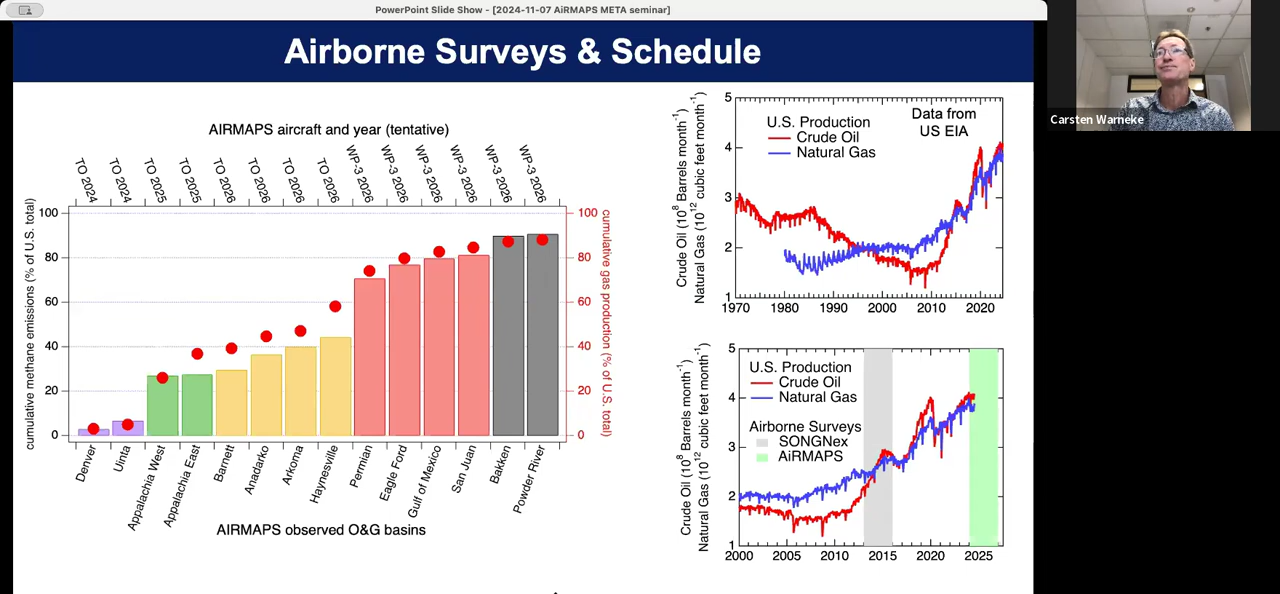 PowerPoint Slide Show - [2024-11-07 AiRMAPS META seminar]
Airborne Surveys & Schedule
AIRMAPS aircraft and year (tentative)
TO 2024
TO 2024
TO 2025
TO 2025
TO 2026
TO 2026
TO 2026
TO 2026
WP-3 2026
WP-3 2026
WP-3 2026
WP-3 2026
WP-3 2026
WP-3 2026
cumulative methane emissions (% of U.S. total)
100
80
60
40
20
0
100
80
60
40
20
0
cumulative gas production (% of U.S. total)
Denver
Uinta
Appalachia West
Appalachia East
Barnett
Anadarko
Arkoma
Haynesville
Permian
Eagle Ford
Gulf of Mexico
San Juan
Bakken
Powder River
AIRMAPS observed O&G basins
Crude Oil (10⁸ Barrels month⁻¹)
Natural Gas (10¹² cubic feet month⁻¹)
5
4
3
2
1
U.S. Production
Crude Oil
Natural Gas
Data from
US EIA
1970
1980
1990
2000
2010
2020
Crude Oil (10⁸ Barrels month⁻¹)
Natural Gas (10¹² cubic feet month⁻¹)
5
4
3
2
1
U.S. Production
Crude Oil
Natural Gas
Airborne Surveys
SONGNex
AiRMAPS
2000
2005
2010
2015
2020
2025
Carsten Warneke